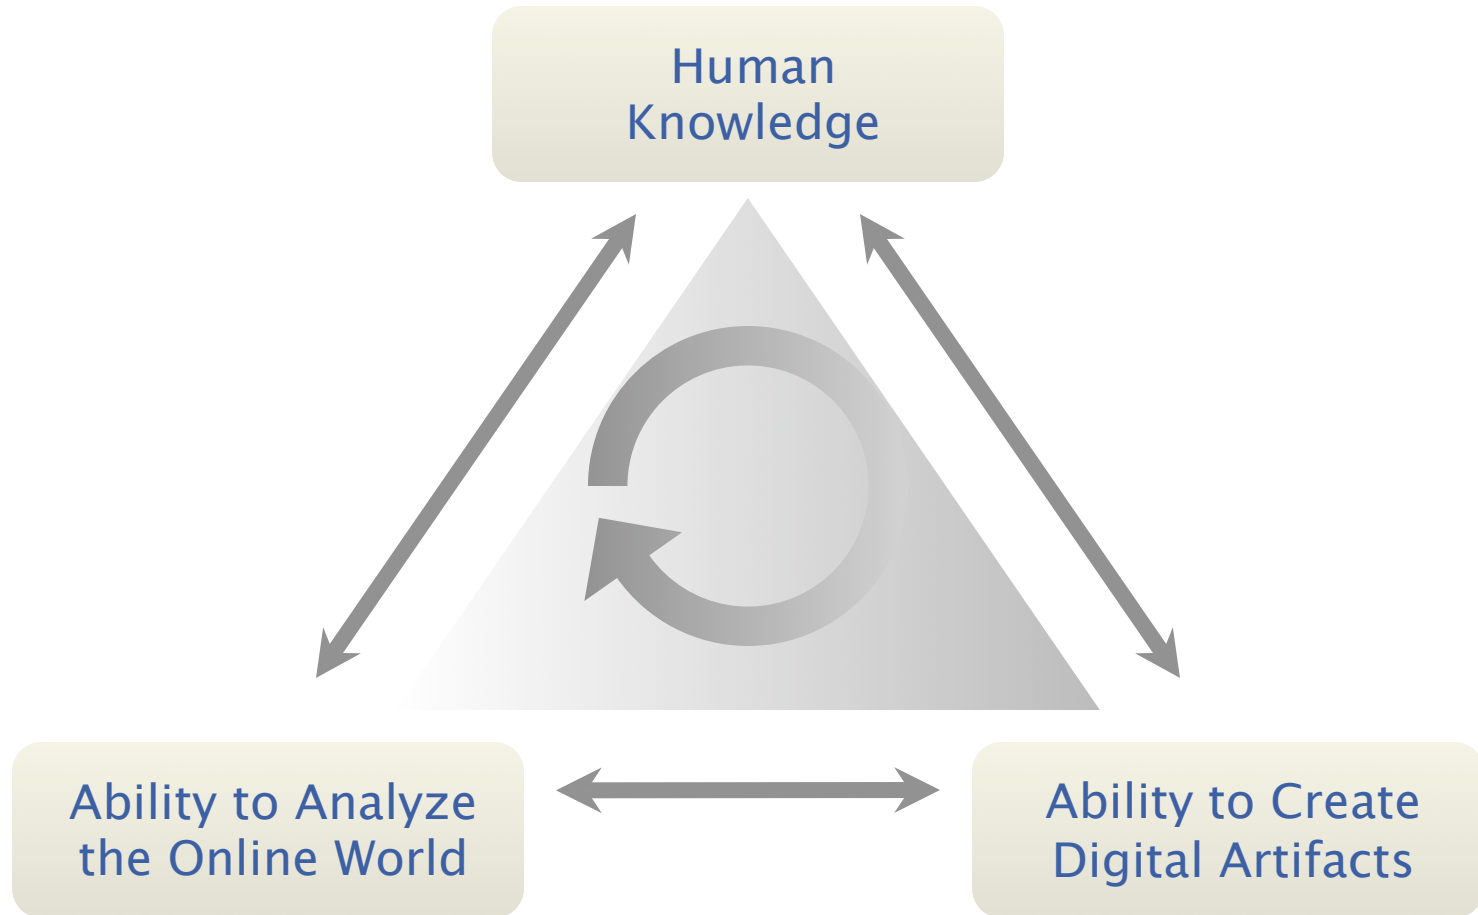 Human
Knowledge
Ability to Analyze
the Online World
Ability to Create
Digital Artifacts